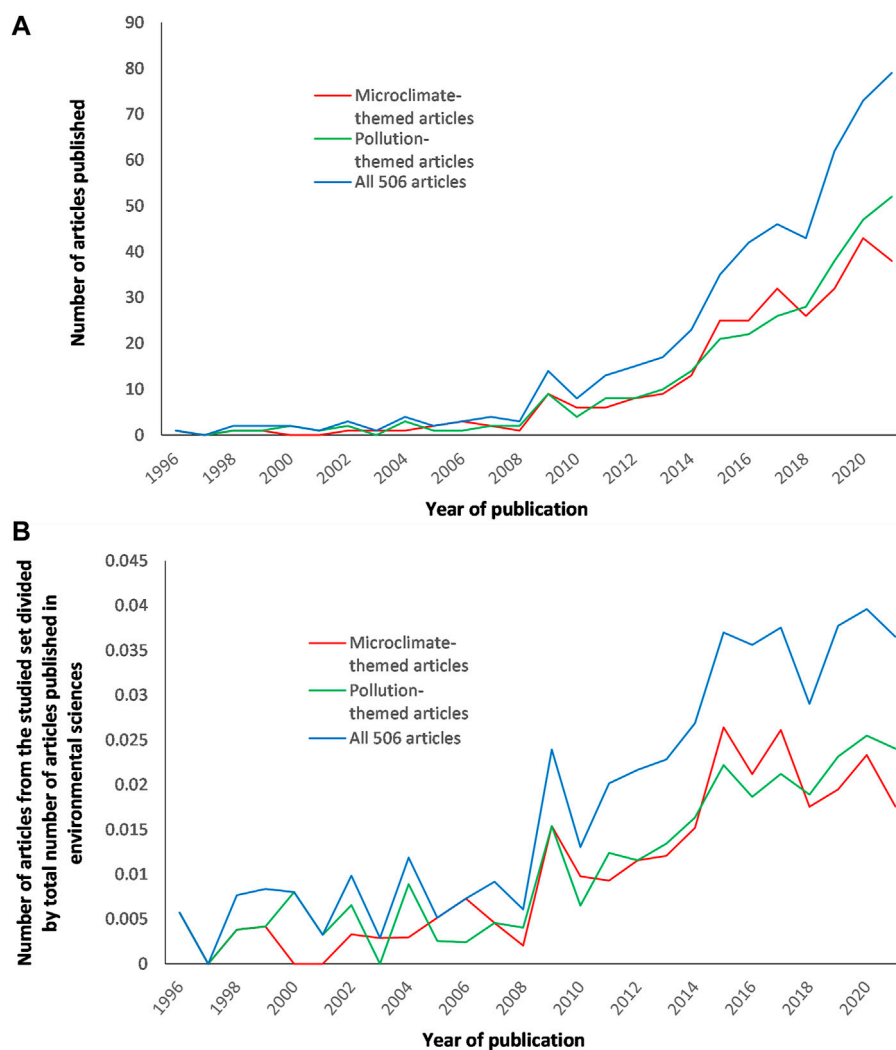 A
90
80
70
60
50
40
30
20
10
0
Number of articles published
Microclimate-
themed articles
Pollution-
themed articles
All 506 articles
1996
1998
2000
2002
2004
2006
2008
2010
2012
2014
2016
2018
2020
Year of publication
B
0.045
0.04
0.035
0.03
0.025
0.02
0.015
0.01
0.005
0
Number of articles from the studied set divided
by total number of articles published in
environmental sciences
Microclimate-
themed articles
Pollution-
themed articles
All 506 articles
1996
1998
2000
2002
2004
2006
2008
2010
2012
2014
2016
2018
2020
Year of publication